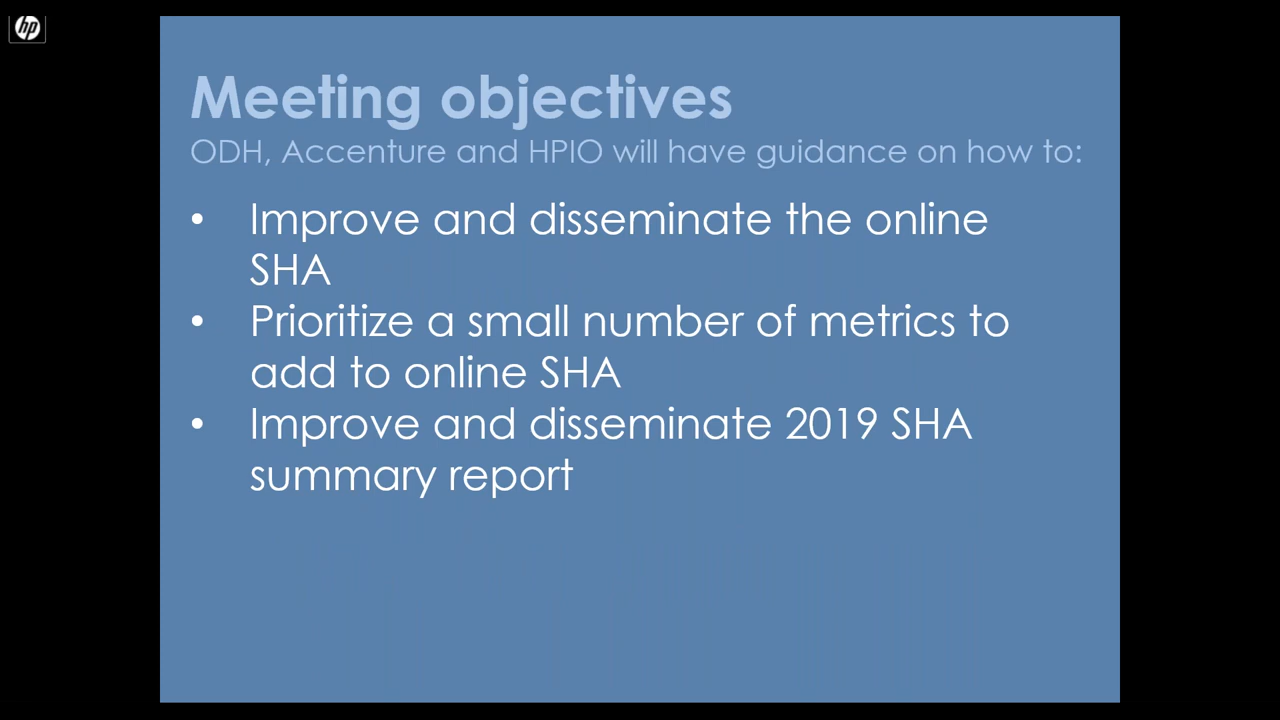 hp
Meeting objectives
ODH, Accenture and HPIO will have guidance on how to:
• Improve and disseminate the online
SHA
• Prioritize a small number of metrics to
add to online SHA
• Improve and disseminate 2019 SHA
summary report